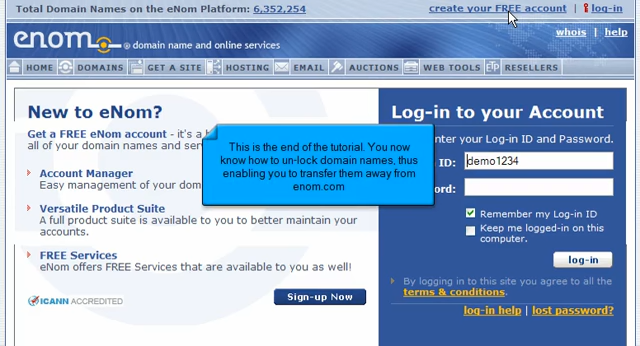 Total Domain Names on the eNom Platform: 6,352,254
create your FREE account | log-in
enom
® domain name and online services
whois | help
HOME
DOMAINS
GET A SITE
HOSTING
EMAIL
AUCTIONS
WEB TOOLS
ETP RESELLERS
New to eNom?
Get a FREE eNom account - it's a
all of your domain names and ser
Account Manager
Easy management of your dom
Versatile Product Suite
A full product suite is available to you to better maintain your
accounts.
FREE Services
eNom offers FREE Services that are available to you as well!
ICANN ACCREDITED
Sign-up Now
This is the end of the tutorial. You now
know how to un-lock domain names, thus
enabling you to transfer them away from
enom.com
Log-in to your Account
enter your Log-in ID and Password.
ID: demo1234
ord:
Remember my Log-in ID
Keep me logged-in on this
computer.
log-in
By logging in to this site you agree to all the
terms & conditions.
log-in help | lost password?